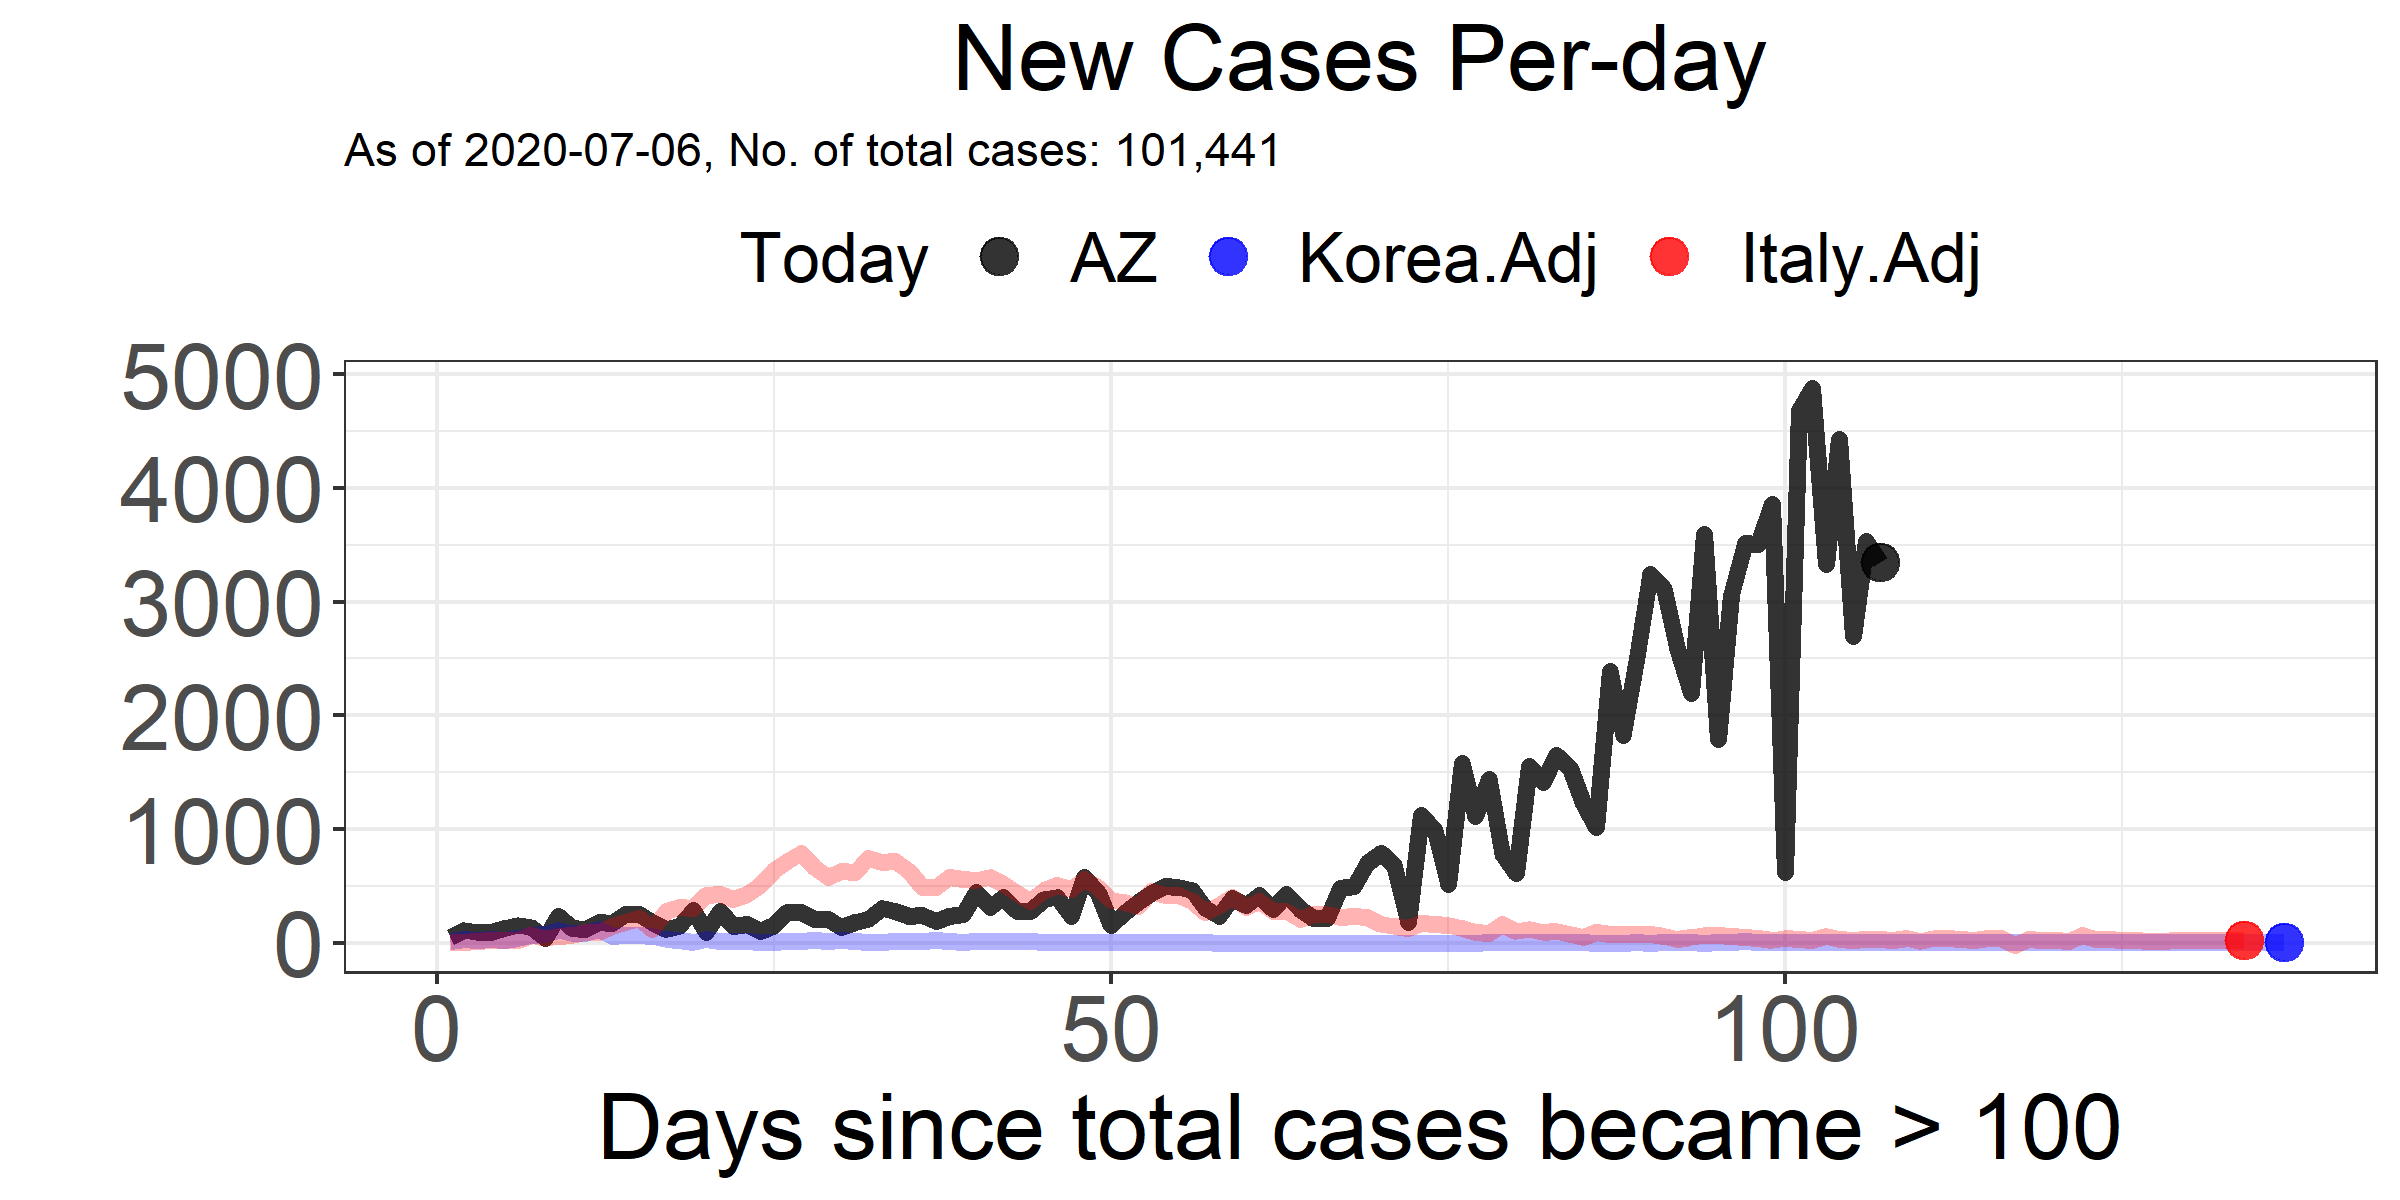 New Cases Per-day
As of 2020-07-06, No. of total cases: 101,441
Today AZ Korea.Adj Italy.Adj
5000
4000
3000
2000
1000
0
0 50 100
Days since total cases became > 100